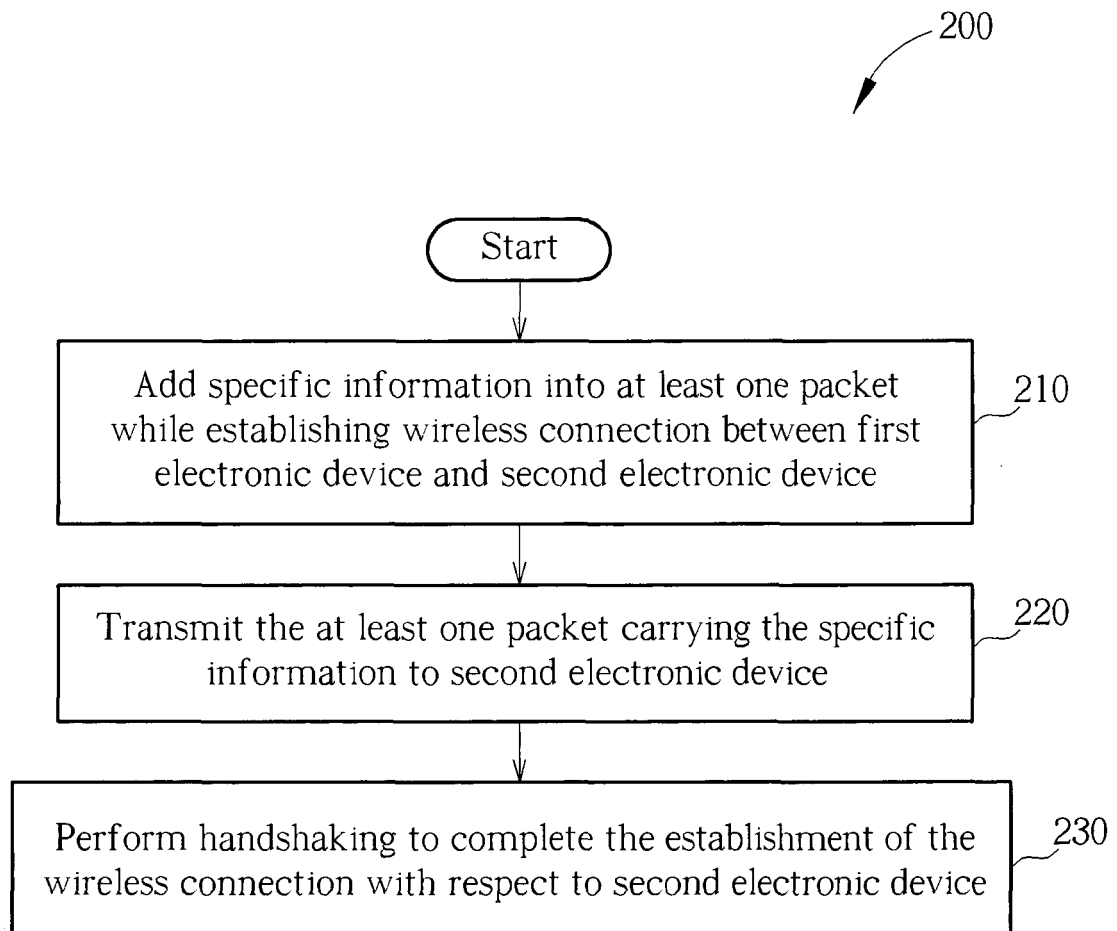 200
Start
Add specific information into at least one packet
while establishing wireless connection between first
electronic device and second electronic device
210
Transmit the at least one packet carrying the specific
information to second electronic device
220
Perform handshaking to complete the establishment of the
wireless connection with respect to second electronic device
230